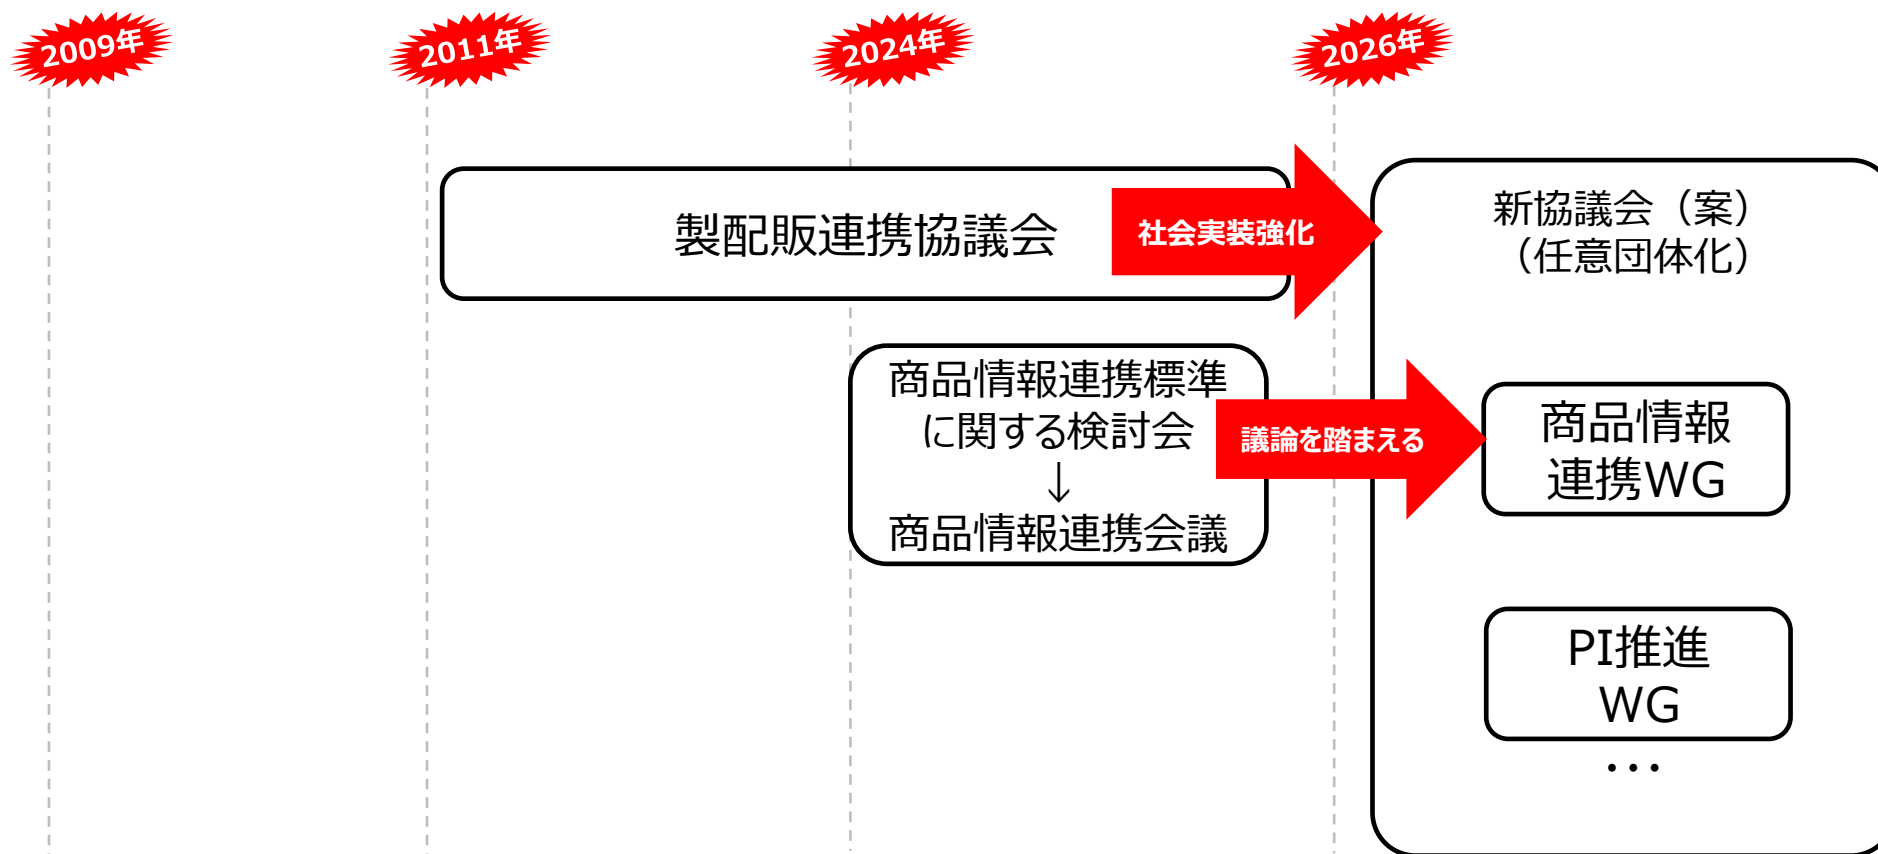 2009年
2011年
2024年
2026年
製配販連携協議会
社会実装強化
新協議会（案）
（任意団体化）
商品情報連携標準
に関する検討会
↓
商品情報連携会議
議論を踏まえる
商品情報
連携WG
PI推進
WG
･･･